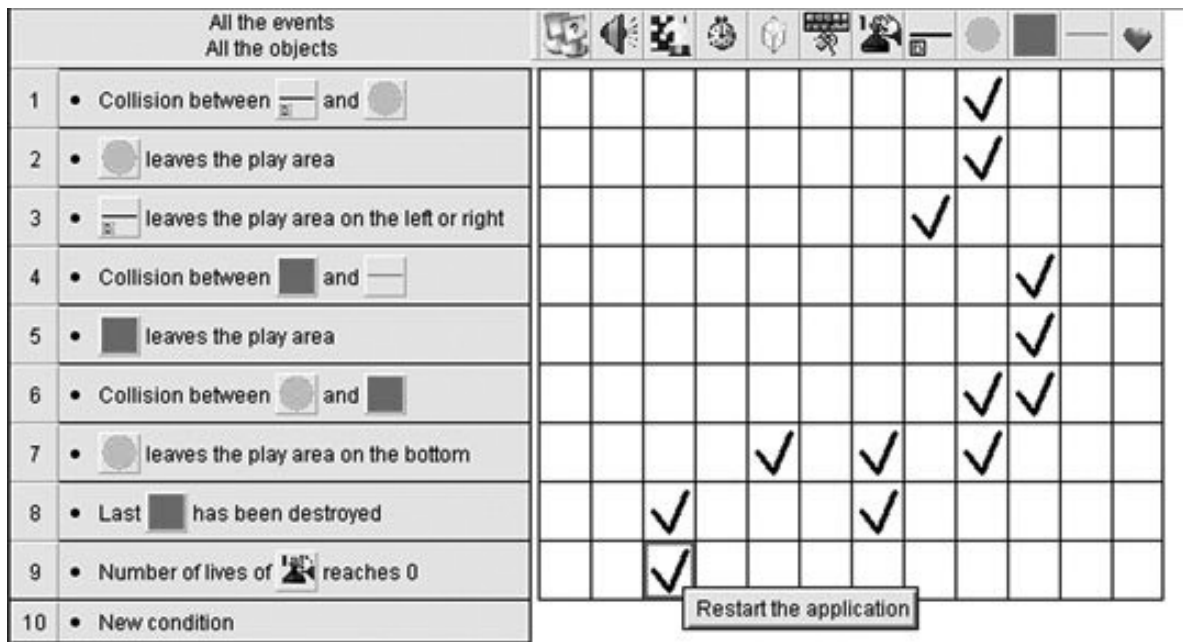 All the events
All the objects
1 • Collision between and
2 • leaves the play area
3 • leaves the play area on the left or right
4 • Collision between and
5 • leaves the play area
6 • Collision between and
7 • leaves the play area on the bottom
8 • Last has been destroyed
9 • Number of lives of reaches 0
Restart the application
10 • New condition